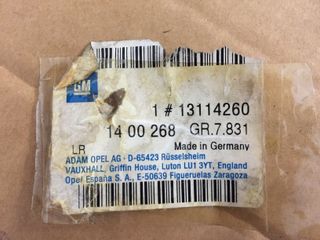 GM
1 # 13114260
14 00 268 GR.7.831
LR Made in Germany
ADAM OPEL AG · D-65423 Rüsselsheim
VAUXHALL, Griffin House, Luton LU1 3YT, England
Opel España S. A., E-50639 Figueruelas Zaragoza